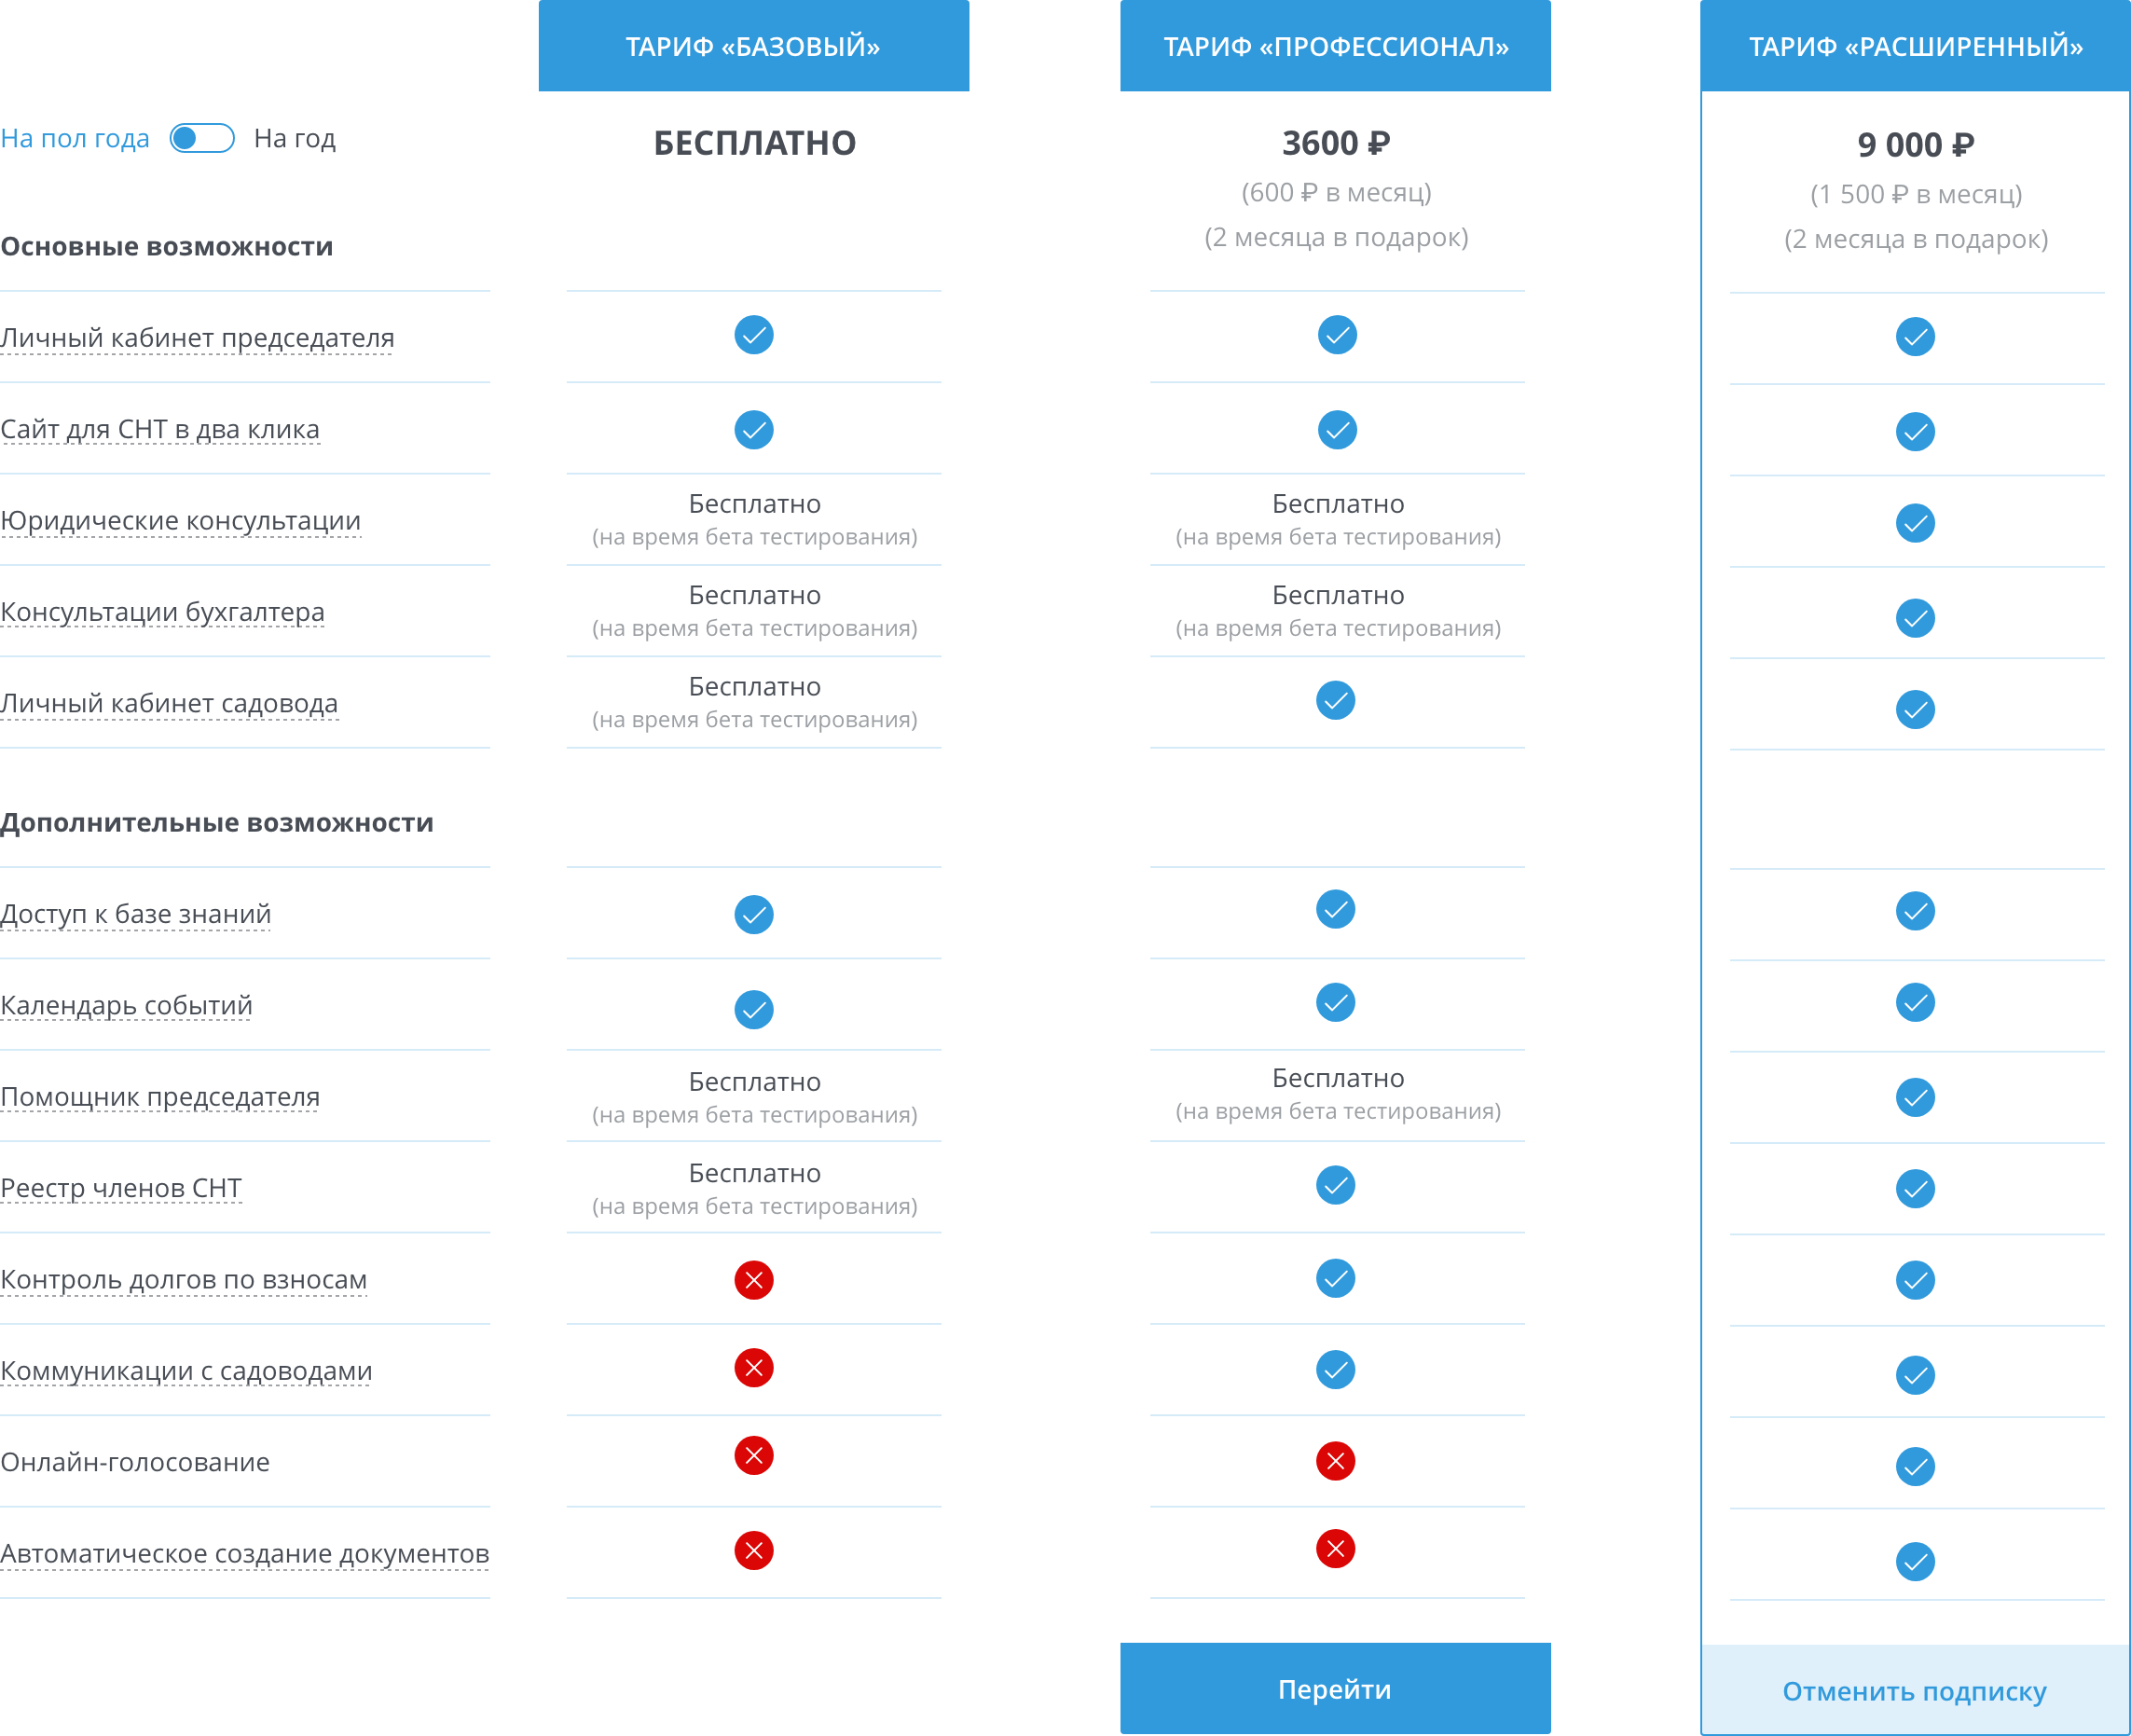 ТАРИФ «БАЗОВЫЙ»
ТАРИФ «ПРОФЕССИОНАЛ»
ТАРИФ «РАСШИРЕННЫЙ»
На пол года На год
БЕСПЛАТНО
3600 ₽
(600 ₽ в месяц)
(2 месяца в подарок)
9 000 ₽
(1 500 ₽ в месяц)
(2 месяца в подарок)
Основные возможности
Личный кабинет председателя
Сайт для СНТ в два клика
Юридические консультации
Бесплатно
(на время бета тестирования)
Бесплатно
(на время бета тестирования)
Консультации бухгалтера
Бесплатно
(на время бета тестирования)
Бесплатно
(на время бета тестирования)
Личный кабинет садовода
Бесплатно
(на время бета тестирования)
Дополнительные возможности
Доступ к базе знаний
Календарь событий
Помощник председателя
Бесплатно
(на время бета тестирования)
Бесплатно
(на время бета тестирования)
Реестр членов СНТ
Бесплатно
(на время бета тестирования)
Контроль долгов по взносам
Коммуникации с садоводами
Онлайн-голосование
Автоматическое создание документов
Перейти
Отменить подписку